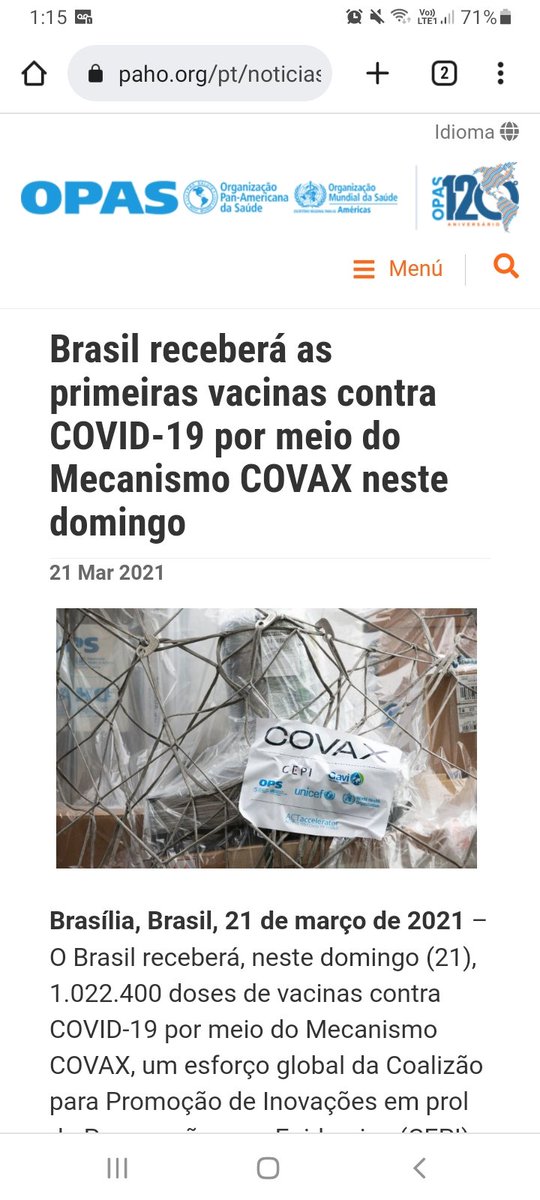 1:15
Voo)
LTE1
71%
paho.org/pt/noticias
2
Idioma
OPAS
Organização
Pan-Americana
da Saúde
Organização
Mundial da Saúde
Américas
OPAS
120
ANIVERSÁRIO
Menú
Brasil receberá as
primeiras vacinas contra
COVID-19 por meio do
Mecanismo COVAX neste
domingo
21 Mar 2021
COVAX
CEPI
Gavi
OPS
unicef
ACTaccelerator
Brasília, Brasil, 21 de março de 2021 –
O Brasil receberá, neste domingo (21),
1.022.400 doses de vacinas contra
COVID-19 por meio do Mecanismo
COVAX, um esforço global da Coalizão
para Promoção de Inovações em prol